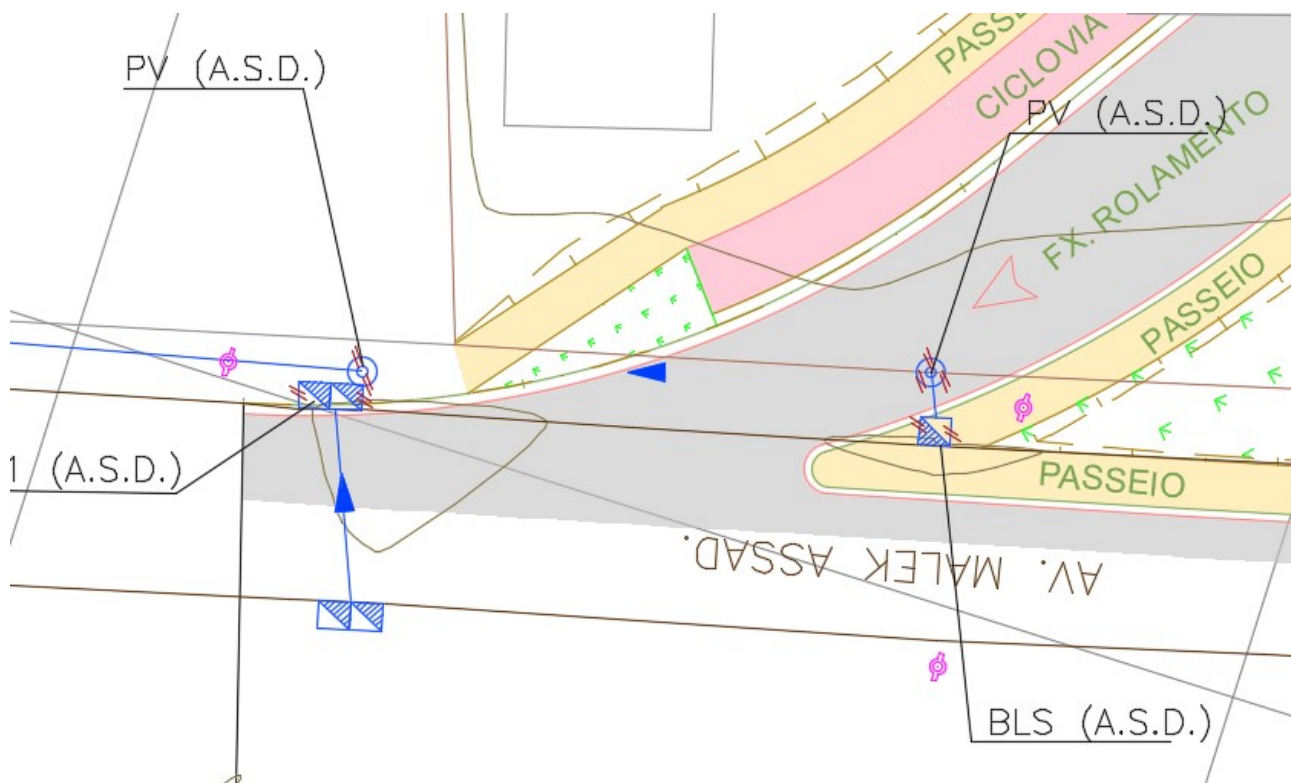 PV (A.S.D.)
PASSE
CICLOVIA
PV (A.S.D.)
FX. ROLAMENTO
PASSEIO
1 (A.S.D.)
PASSEIO
AV. MALEK ASSAD.
BLS (A.S.D.)